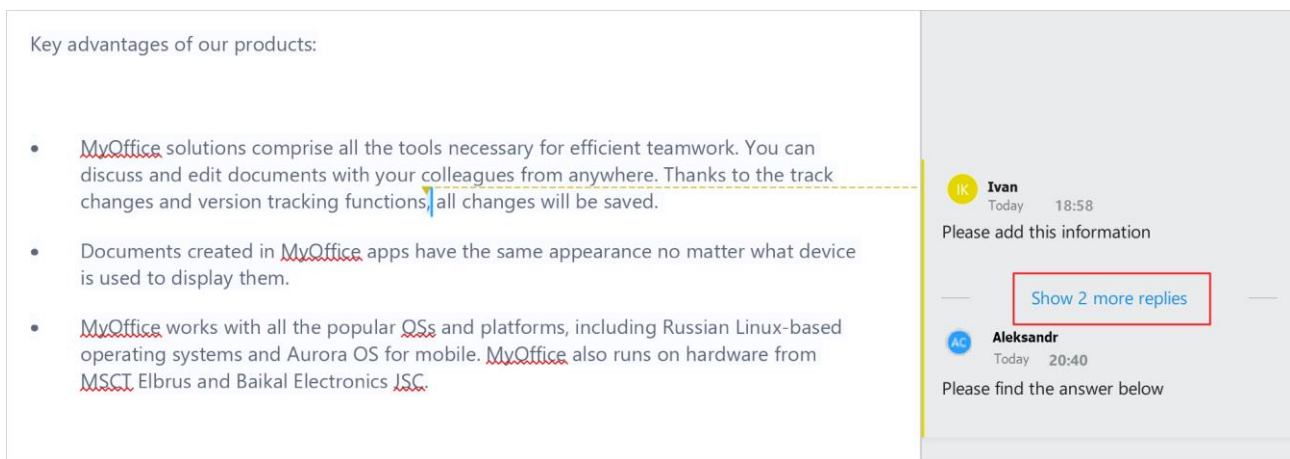 Key advantages of our products:
• MyOffice solutions comprise all the tools necessary for efficient teamwork. You can
discuss and edit documents with your colleagues from anywhere. Thanks to the track
changes and version tracking functions, all changes will be saved.
• Documents created in MyOffice apps have the same appearance no matter what device
is used to display them.
• MyOffice works with all the popular OSs and platforms, including Russian Linux-based
operating systems and Aurora OS for mobile. MyOffice also runs on hardware from
MSCT Elbrus and Baikal Electronics JSC.
IK Ivan
Today 18:58
Please add this information
Show 2 more replies
AC Aleksandr
Today 20:40
Please find the answer below